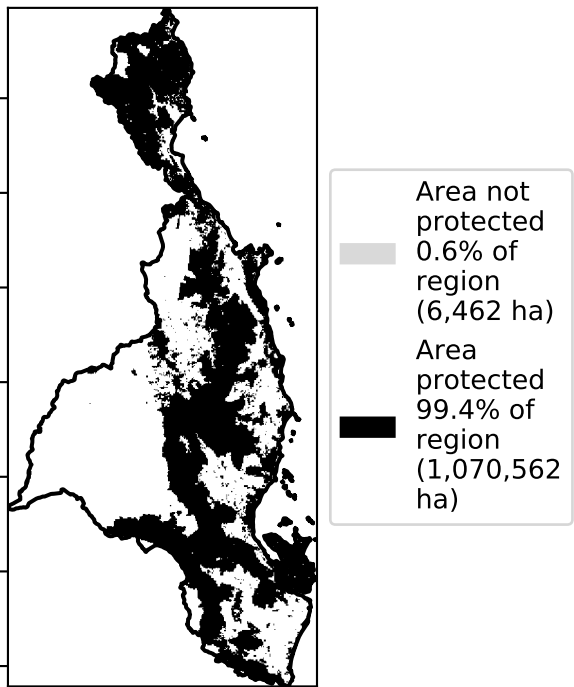 Area not
protected
0.6% of
region
(6,462 ha)
Area
protected
99.4% of
region
(1,070,562
ha)